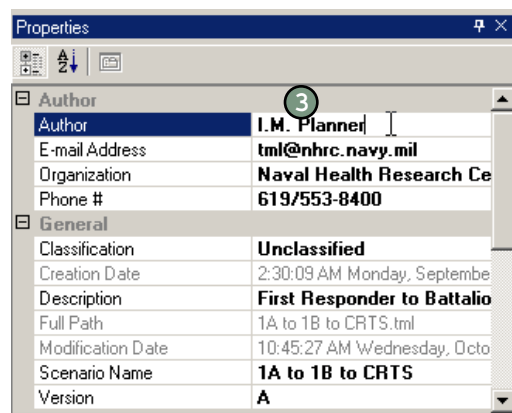 Properties
Author
3
Author I.M. Planner
E-mail Address tml@nhrc.navy.mil
Organization Naval Health Research Ce
Phone # 619/553-8400
General
Classification Unclassified
Creation Date 2:30:09 AM Monday, Septembe
Description First Responder to Battalio
Full Path 1A to 1B to CRTS.tml
Modification Date 10:45:27 AM Wednesday, Octo
Scenario Name 1A to 1B to CRTS
Version A